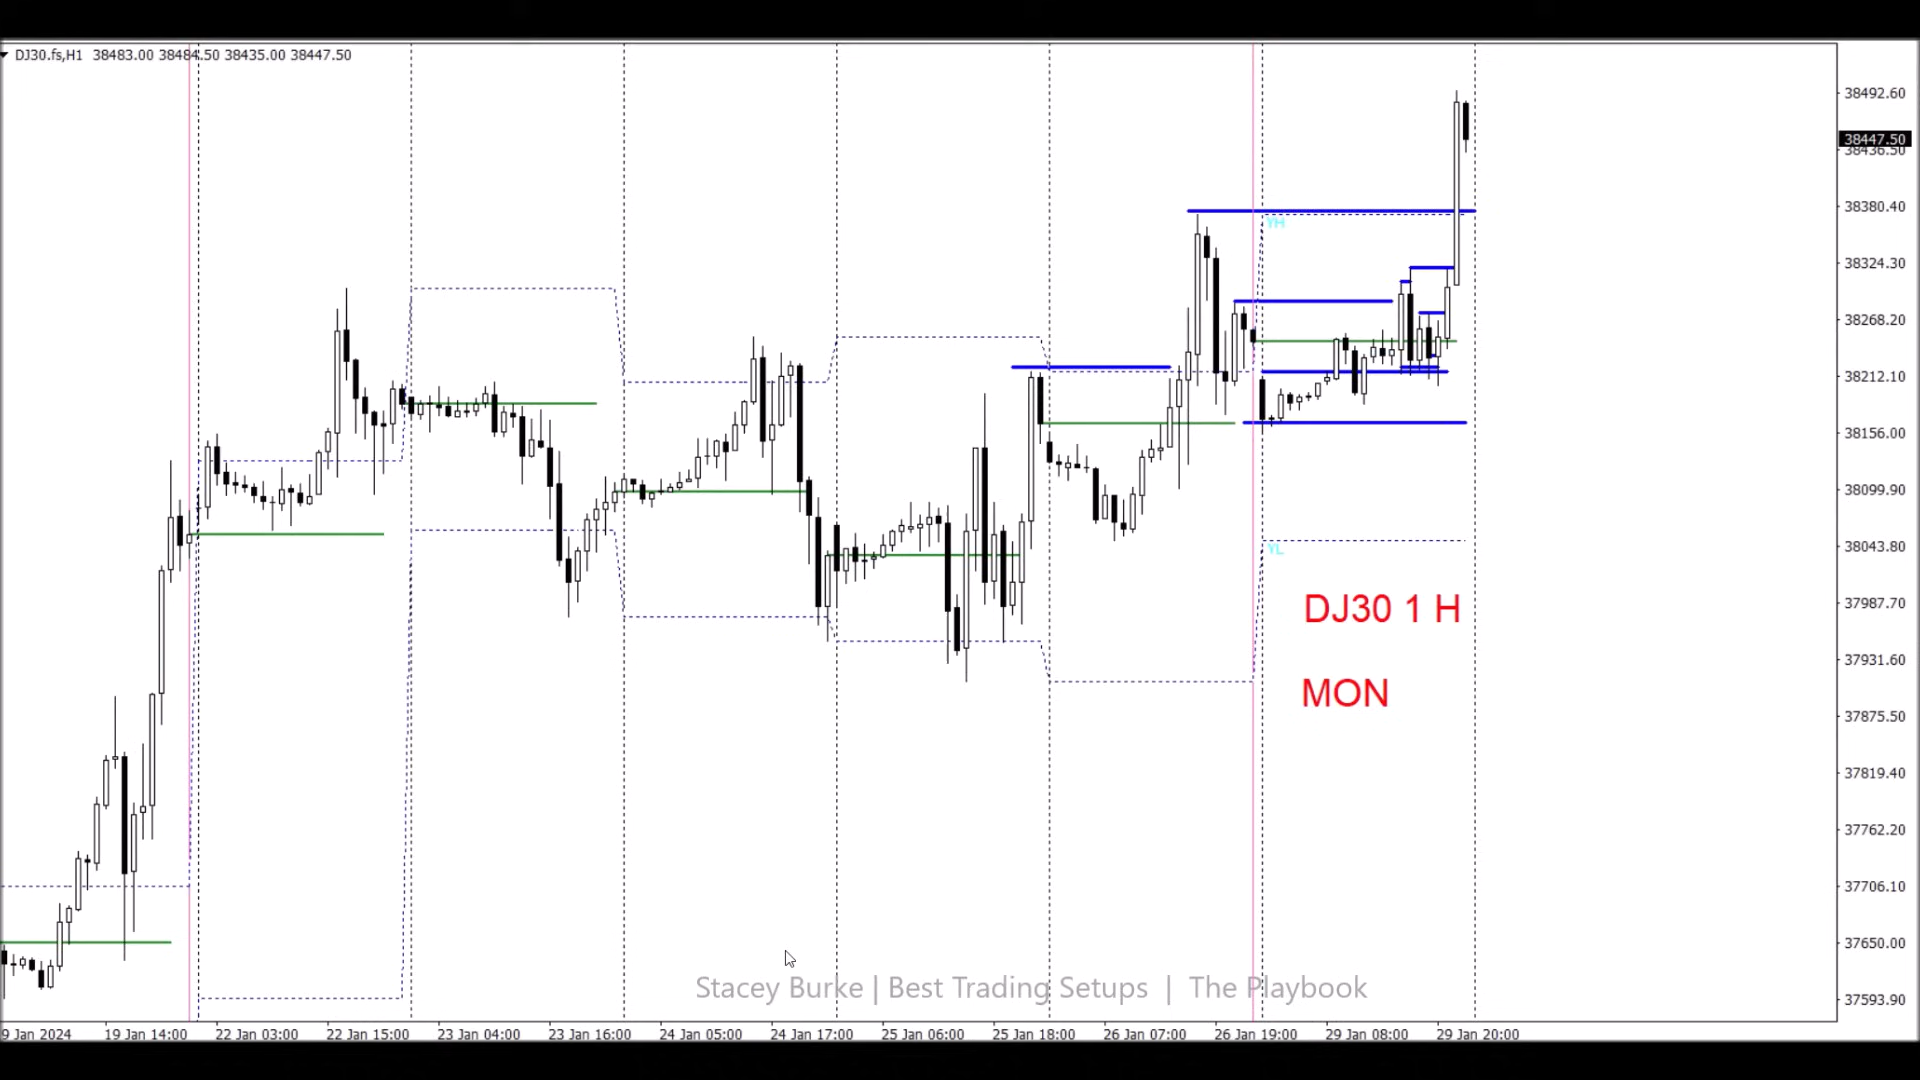 DJ30.fs,H1 38483.00 38484.50 38435.00 38447.50
38492.60
38447.50
38436.50
38380.40
YH
38324.30
38268.20
38212.10
38156.00
38099.90
38043.80
YL
37987.70
DJ30 1 H
37931.60
MON
37875.50
37819.40
37762.20
37706.10
37650.00
Stacey Burke | Best Trading Setups | The Playbook
37593.90
9 Jan 2024 19 Jan 14:00 22 Jan 03:00 22 Jan 15:00 23 Jan 04:00 23 Jan 16:00 24 Jan 05:00 24 Jan 17:00 25 Jan 06:00 25 Jan 18:00 26 Jan 07:00 26 Jan 19:00 29 Jan 08:00 29 Jan 20:00